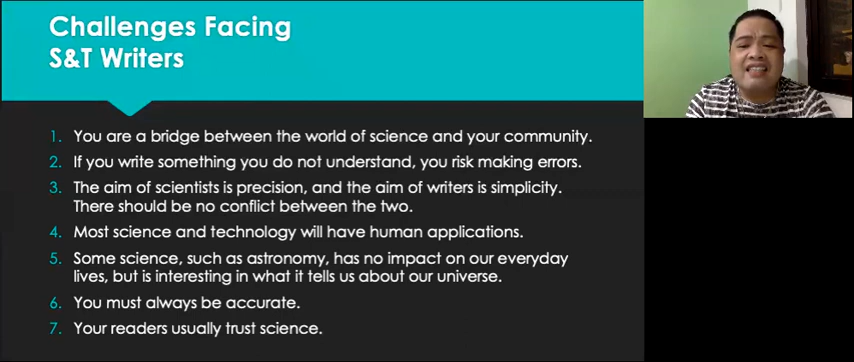 Challenges Facing
S&T Writers
1. You are a bridge between the world of science and your community.
2. If you write something you do not understand, you risk making errors.
3. The aim of scientists is precision, and the aim of writers is simplicity.
There should be no conflict between the two.
4. Most science and technology will have human applications.
5. Some science, such as astronomy, has no impact on our everyday
lives, but is interesting in what it tells us about our universe.
6. You must always be accurate.
7. Your readers usually trust science.